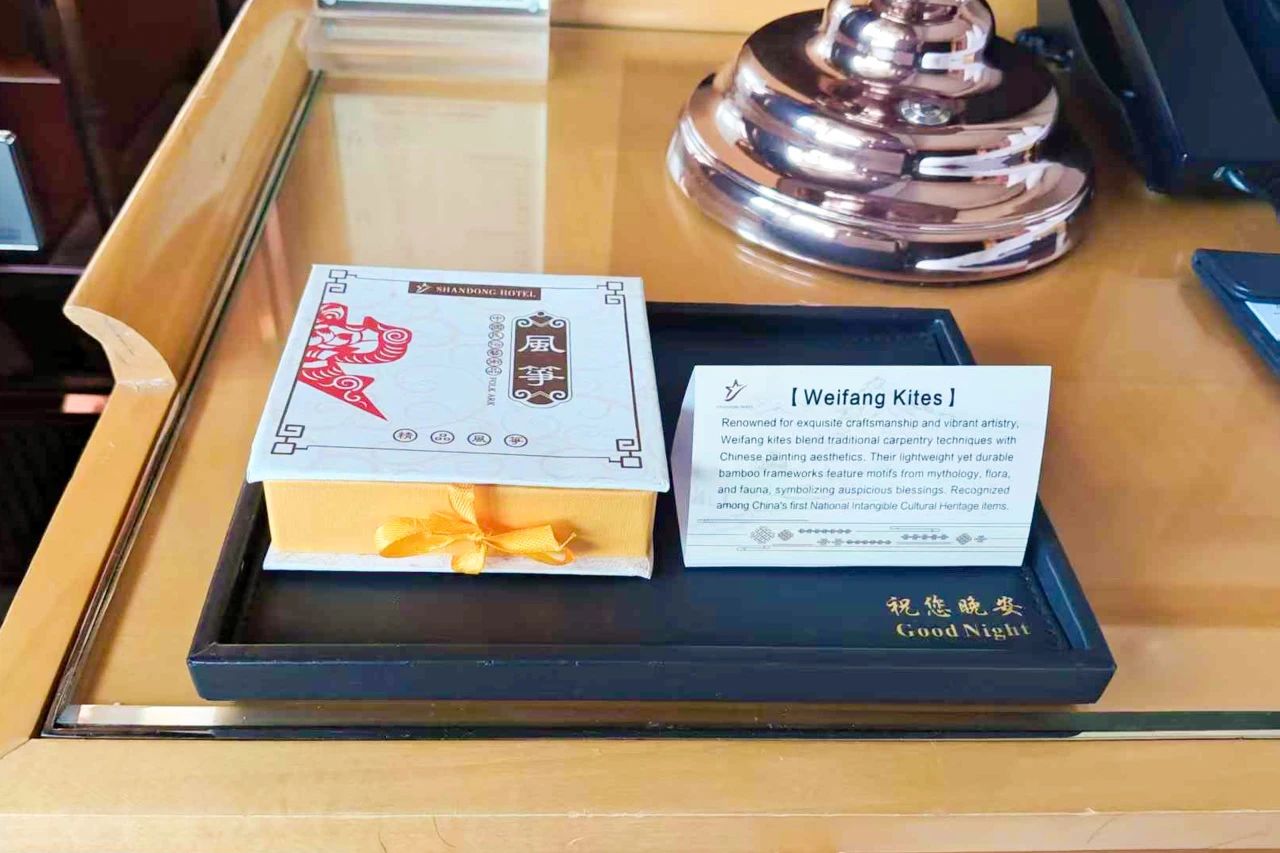 SHANDONG HOTEL
風箏
FOLK ARK
精品風箏
【Weifang Kites】
Renowned for exquisite craftsmanship and vibrant artistry,
Weifang kites blend traditional carpentry techniques with
Chinese painting aesthetics. Their lightweight yet durable
bamboo frameworks feature motifs from mythology, flora,
and fauna, symbolizing auspicious blessings. Recognized
among China's first National Intangible Cultural Heritage items.
祝您晚安
Good Night